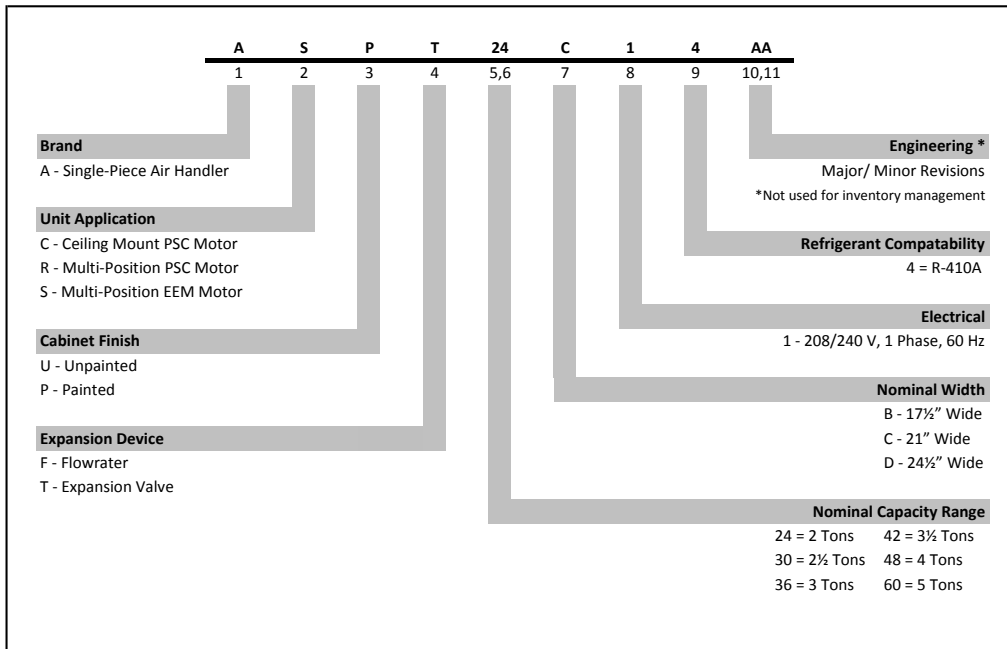 A S P T 24 C 1 4 AA
1 2 3 4 5,6 7 8 9 10,11
Brand
A - Single-Piece Air Handler
Unit Application
C - Ceiling Mount PSC Motor
R - Multi-Position PSC Motor
S - Multi-Position EEM Motor
Cabinet Finish
U - Unpainted
P - Painted
Expansion Device
F - Flowrater
T - Expansion Valve
Engineering *
Major/ Minor Revisions
*Not used for inventory management
Refrigerant Compatability
4 = R-410A
Electrical
1 - 208/240 V, 1 Phase, 60 Hz
Nominal Width
B - 17½” Wide
C - 21” Wide
D - 24½” Wide
Nominal Capacity Range
24 = 2 Tons 42 = 3½ Tons
30 = 2½ Tons 48 = 4 Tons
36 = 3 Tons 60 = 5 Tons